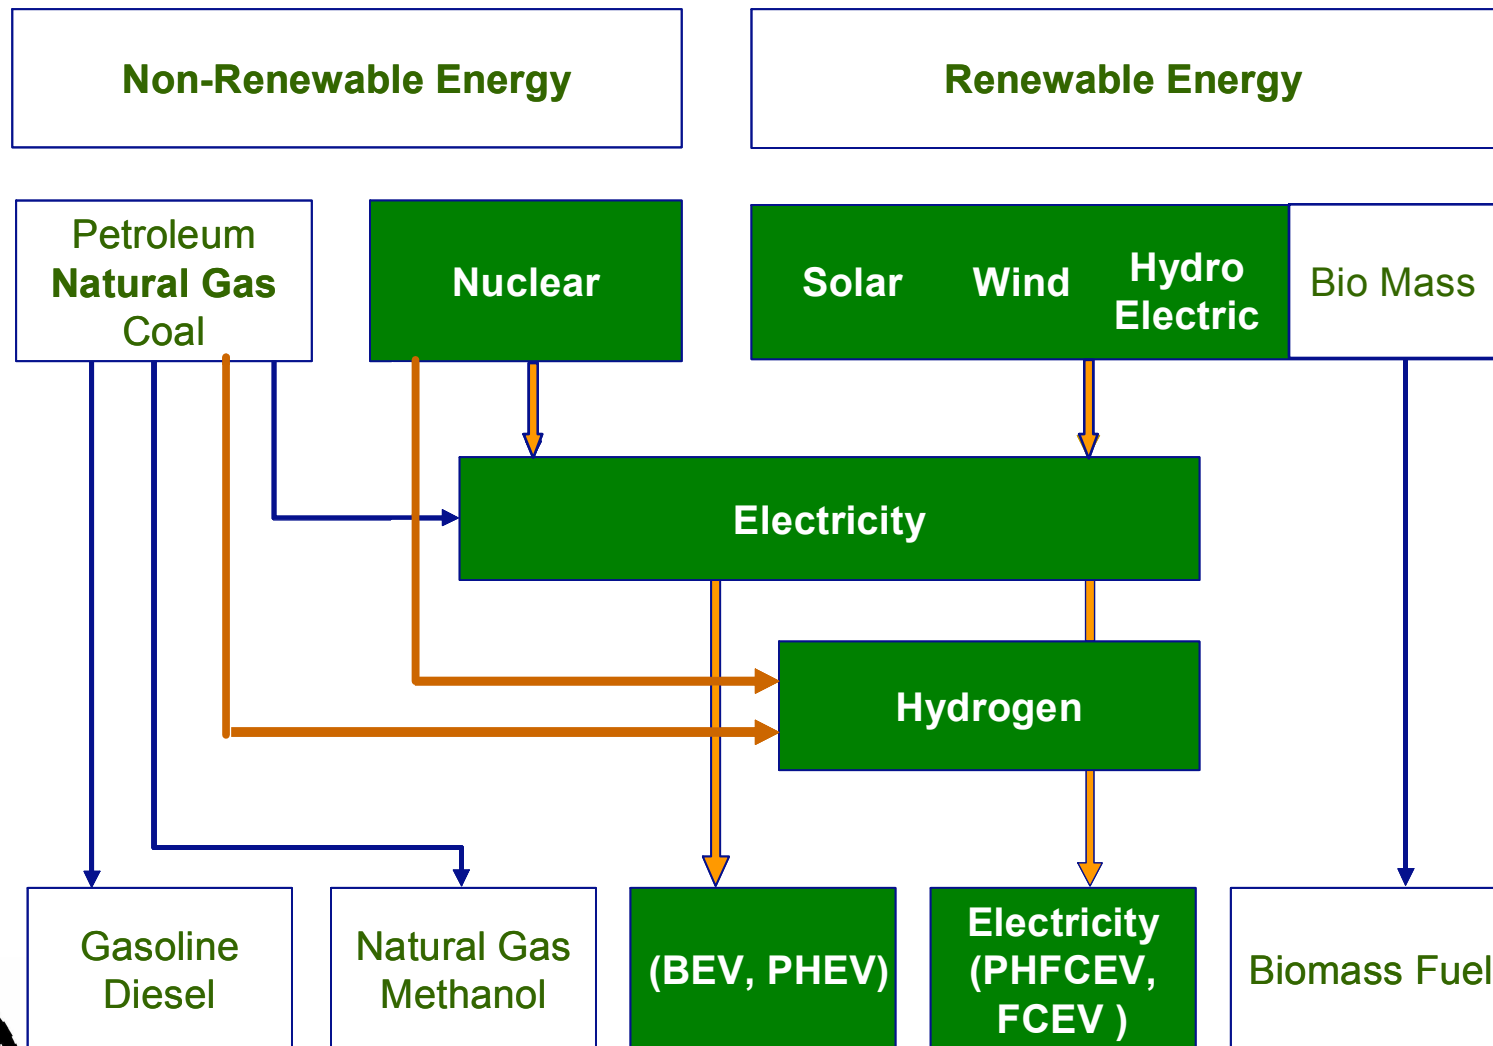 Non-Renewable Energy
Renewable Energy
Petroleum
Natural Gas
Coal
Nuclear
Solar
Wind
Hydro
Electric
Bio Mass
Electricity
Hydrogen
Gasoline
Diesel
Natural Gas
Methanol
(BEV, PHEV)
Electricity
(PHFCEV,
FCEV )
Biomass Fuel